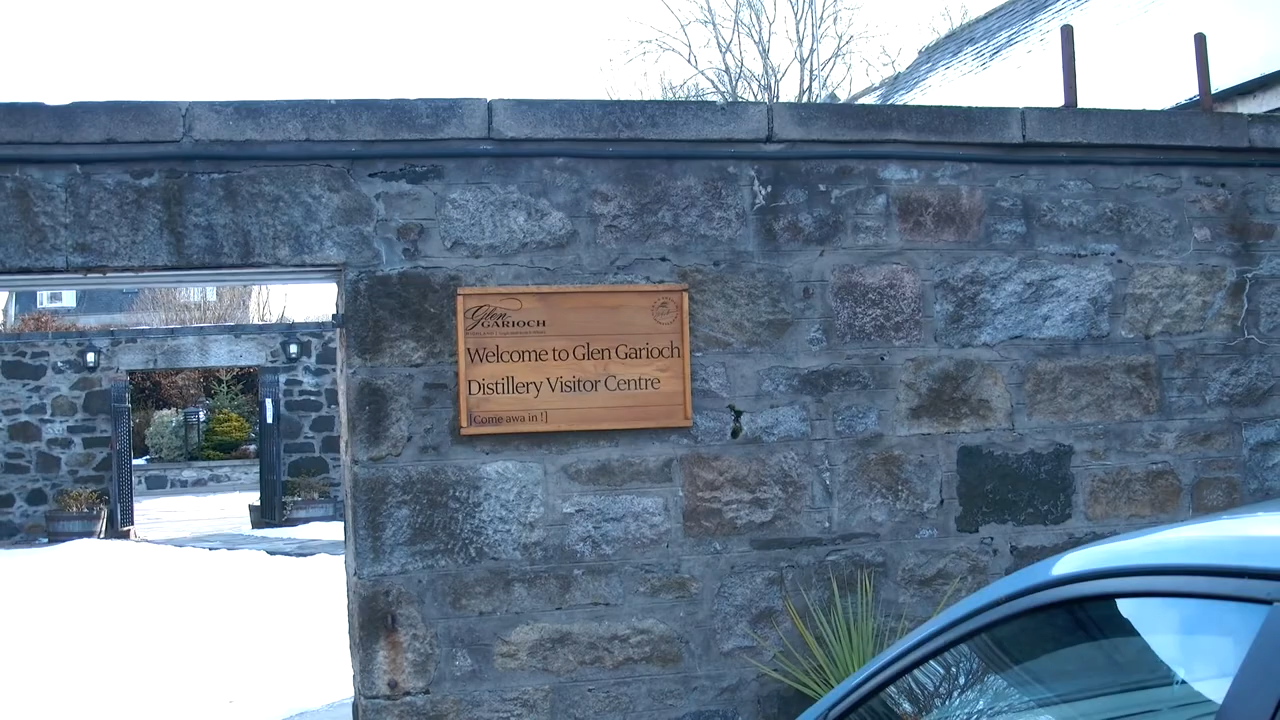 Glen
GARIOCH
Welcome to Glen Garioch
Distillery Visitor Centre
[Come awa in !]